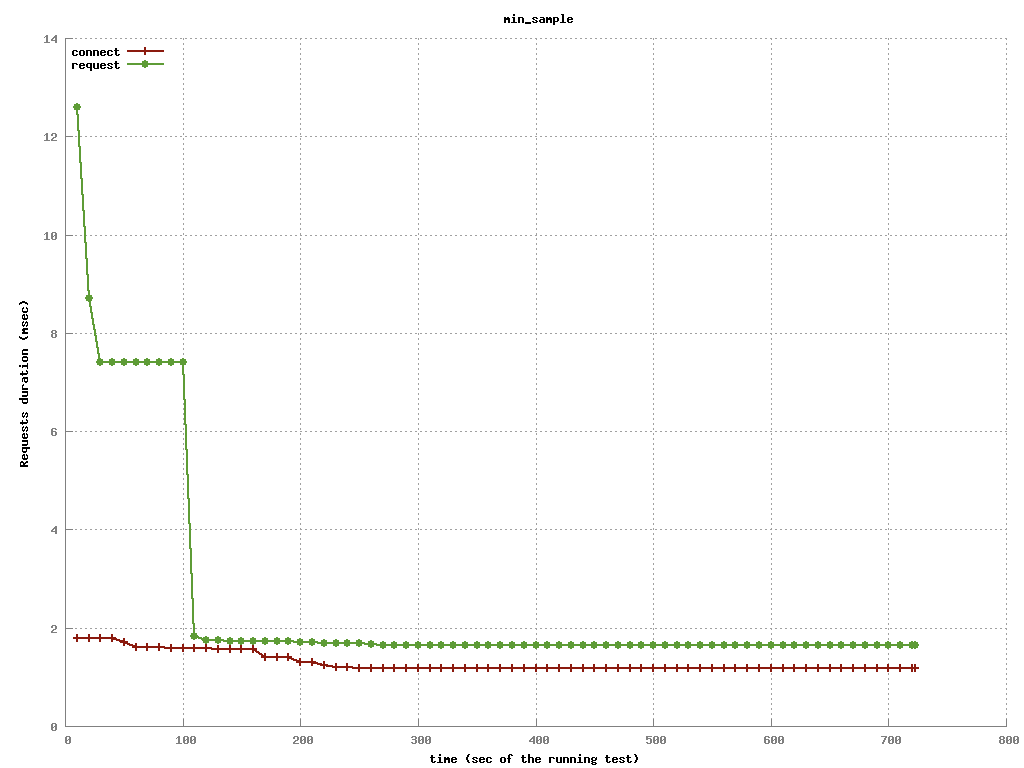 min_sample
connect
request
14
12
10
8
6
4
2
0
Requests duration (msec)
0 100 200 300 400 500 600 700 800
time (sec of the running test)